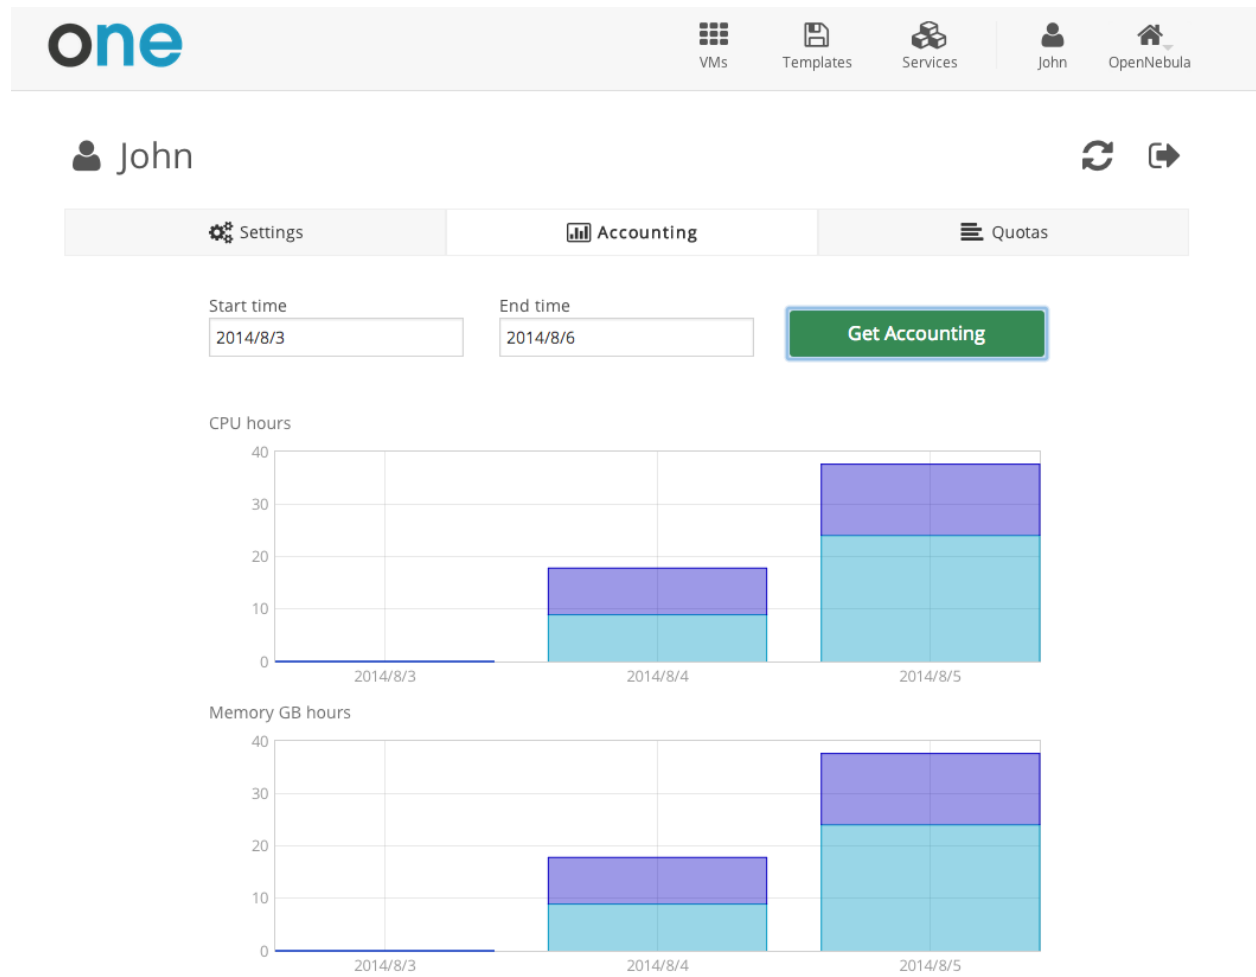 one
VMs
Templates
Services
John
OpenNebula
John
Settings
Accounting
Quotas
Start time
End time
2014/8/3
2014/8/6
Get Accounting
CPU hours
40
30
20
10
0
2014/8/3
2014/8/4
2014/8/5
Memory GB hours
40
30
20
10
0
2014/8/3
2014/8/4
2014/8/5